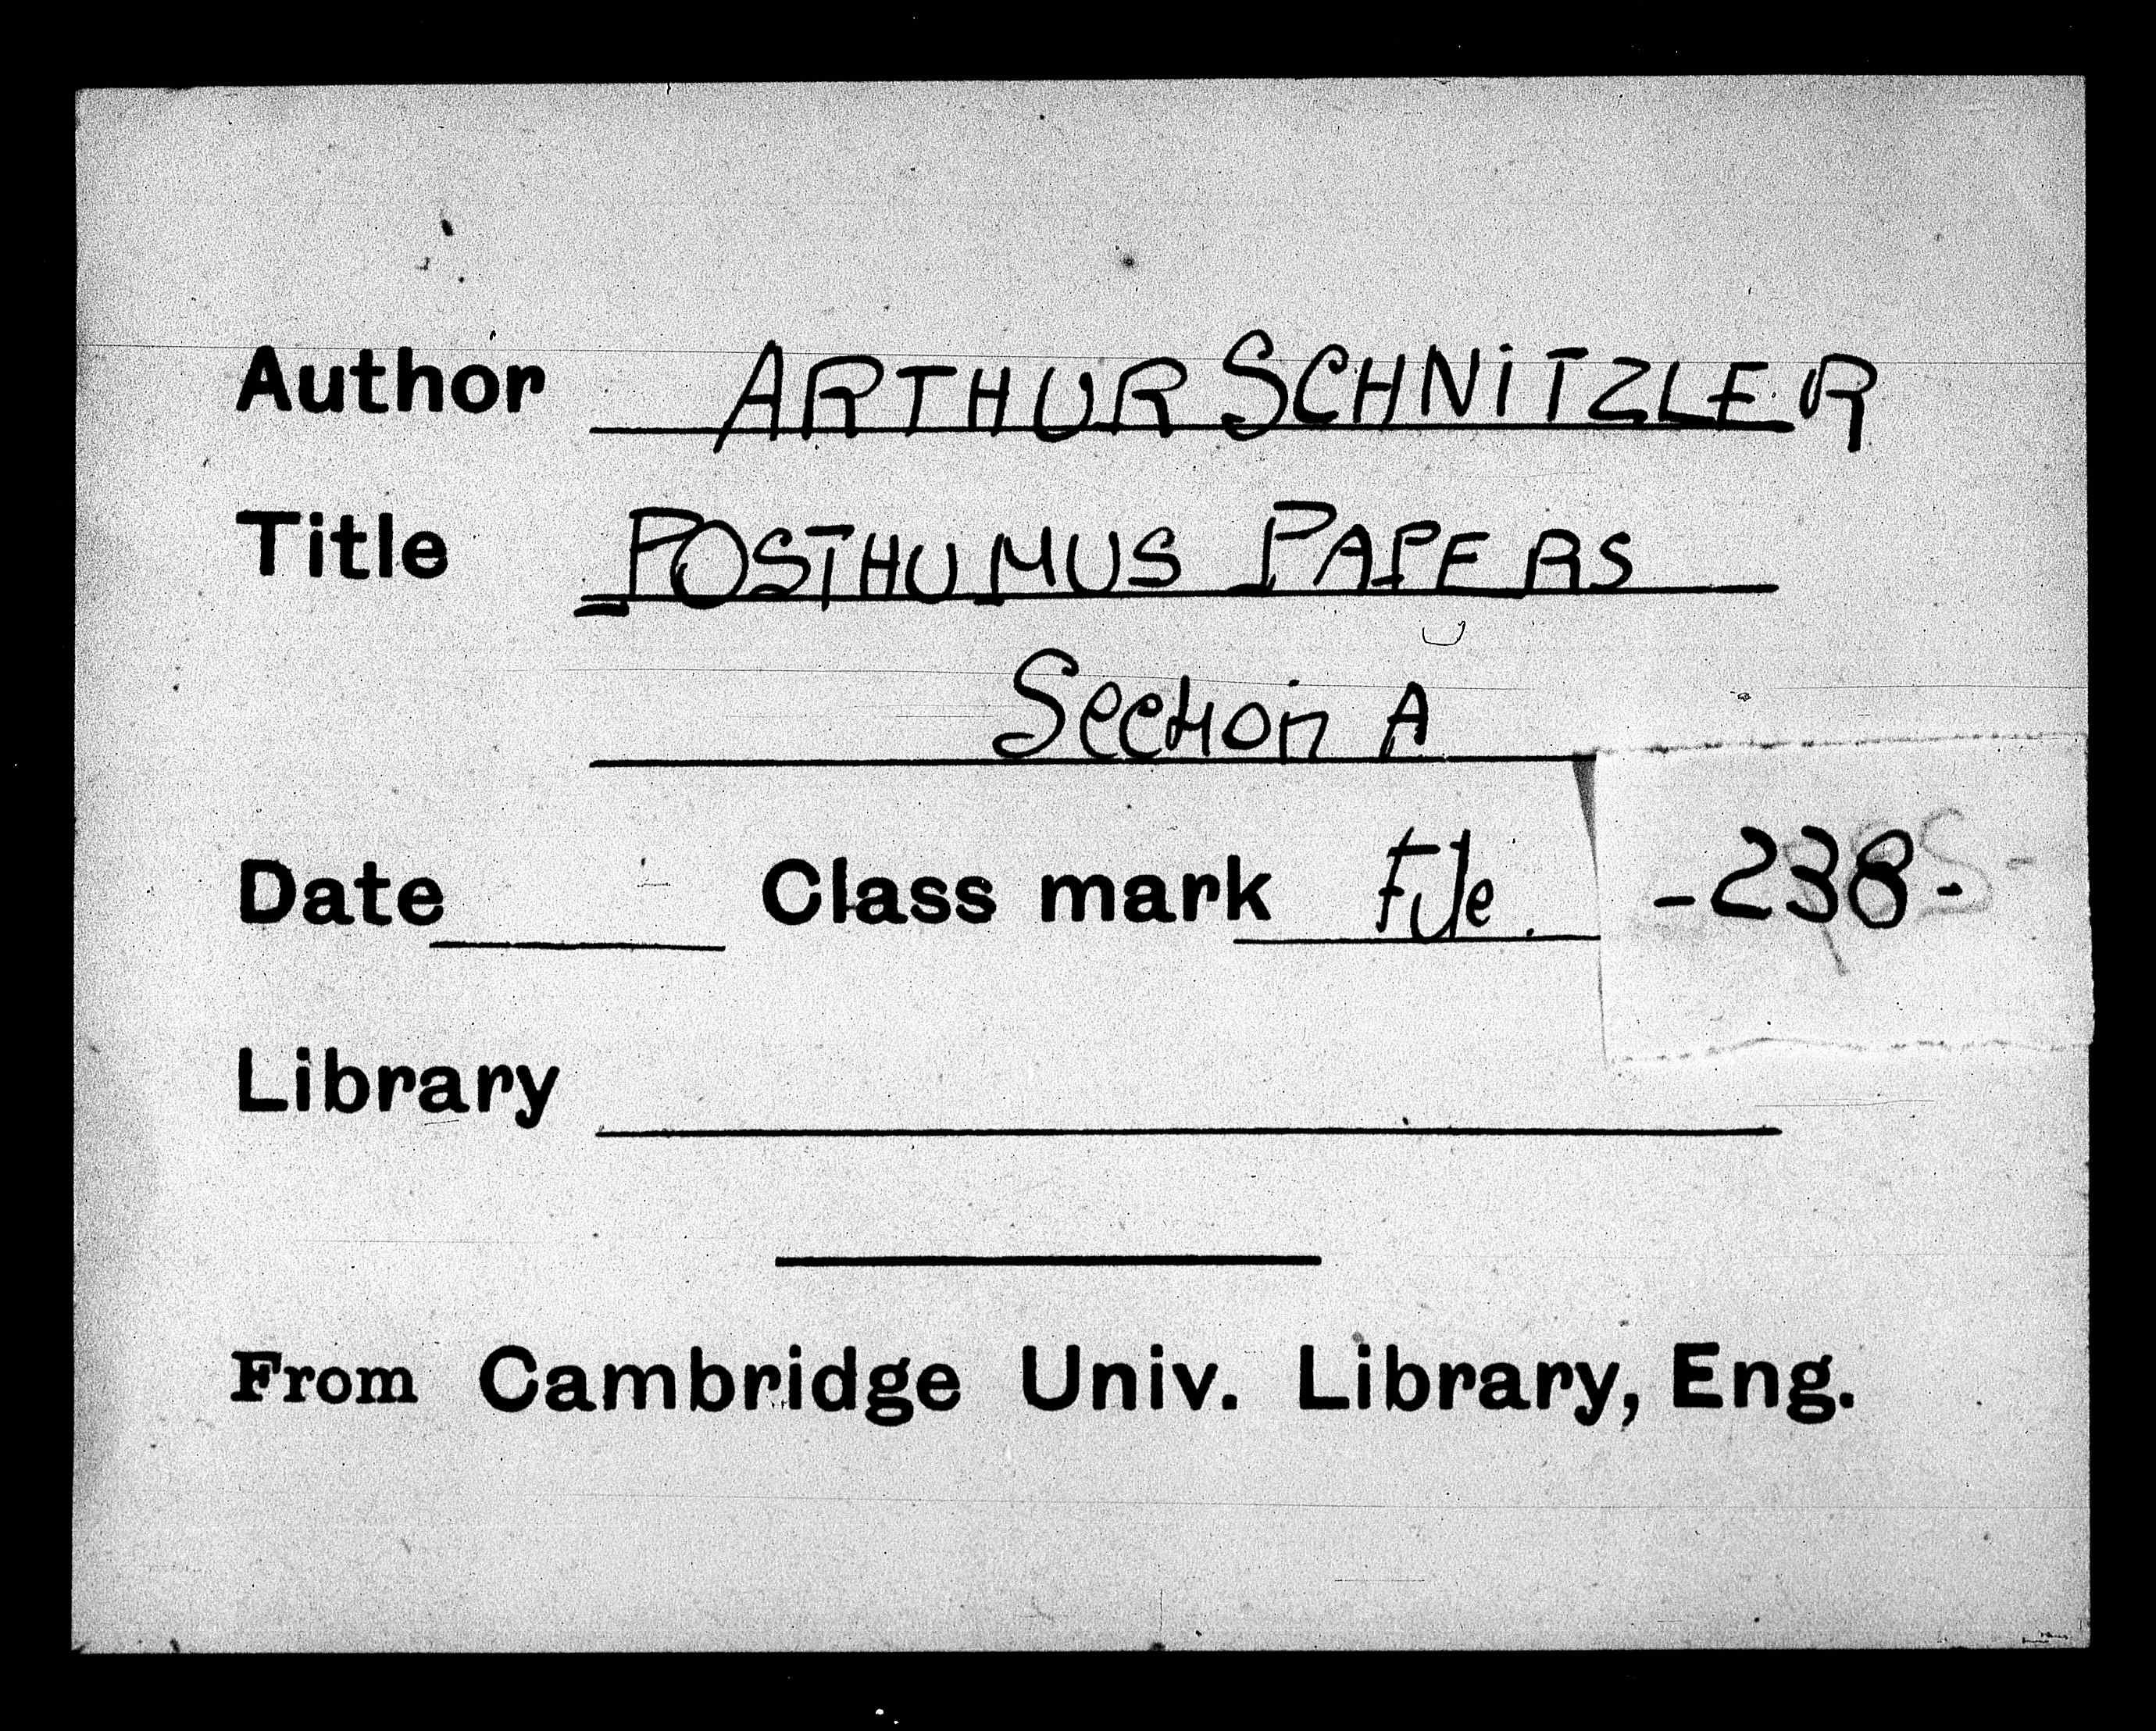 Author ARTHUR SCHNiTZLER
Title POSTHUMUS PAPERS
Section A
Date Class mark File. -238-
Library
From Cambridge Univ. Library, Eng.